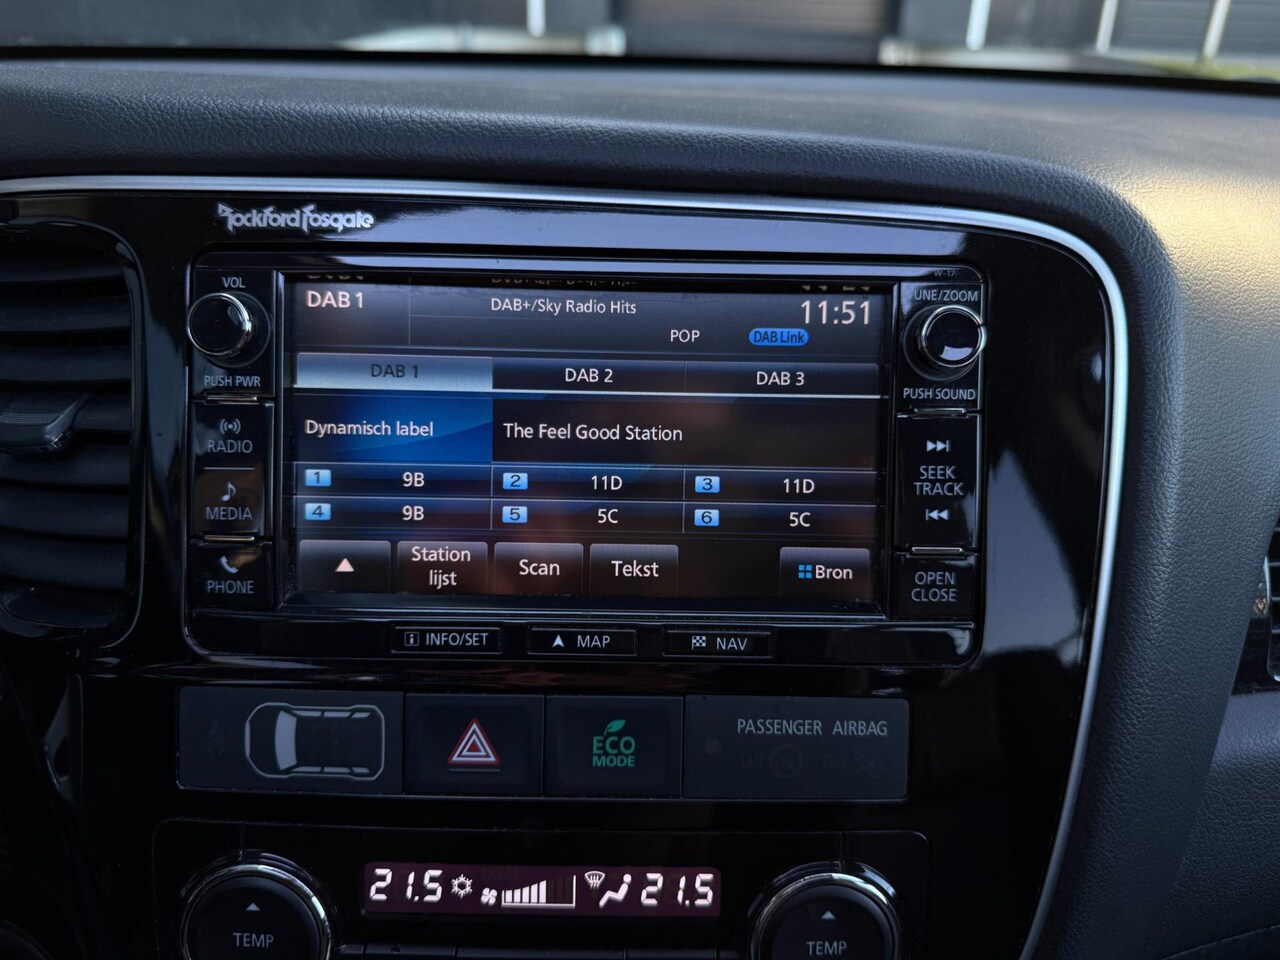 Rockford Fosgate
W-12
VOL
PUSH PWR
RADIO
MEDIA
PHONE
DAB 1
DAB+/Sky Radio Hits
11:51
POP
DAB Link
DAB 1
DAB 2
DAB 3
Dynamisch label
The Feel Good Station
1 9B
2 11D
3 11D
4 9B
5 5C
6 5C
Station
lijst
Scan
Tekst
Bron
UNE/ZOOM
PUSH SOUND
SEEK
TRACK
OPEN
CLOSE
INFO/SET
MAP
NAV
ECO
MODE
PASSENGER AIRBAG
ON
OFF
21.5
21.5
TEMP
TEMP